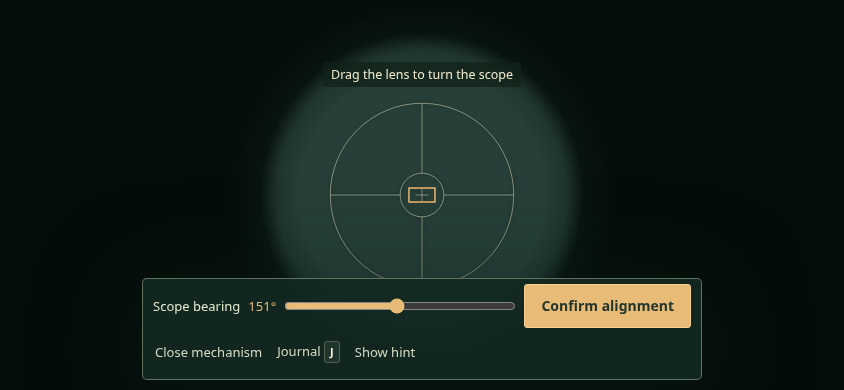 Drag the lens to turn the scope
Scope bearing 151° Confirm alignment
Close mechanism Journal J Show hint